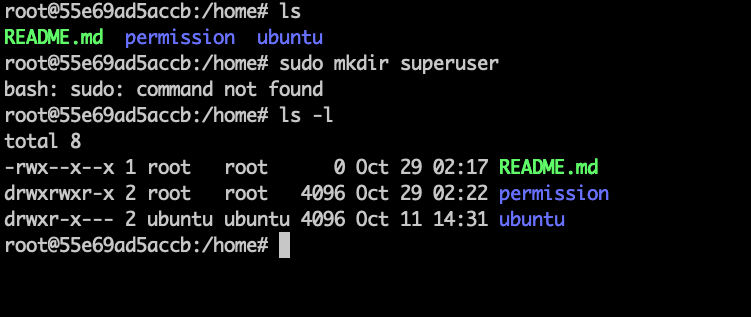 root@55e69ad5accb:/home# ls
README.md  permission  ubuntu
root@55e69ad5accb:/home# sudo mkdir superuser
bash: sudo: command not found
root@55e69ad5accb:/home# ls -l
total 8
-rwx--x--x 1 root   root      0 Oct 29 02:17 README.md
drwxrwxr-x 2 root   root   4096 Oct 29 02:22 permission
drwxr-x--- 2 ubuntu ubuntu 4096 Oct 11 14:31 ubuntu
root@55e69ad5accb:/home#